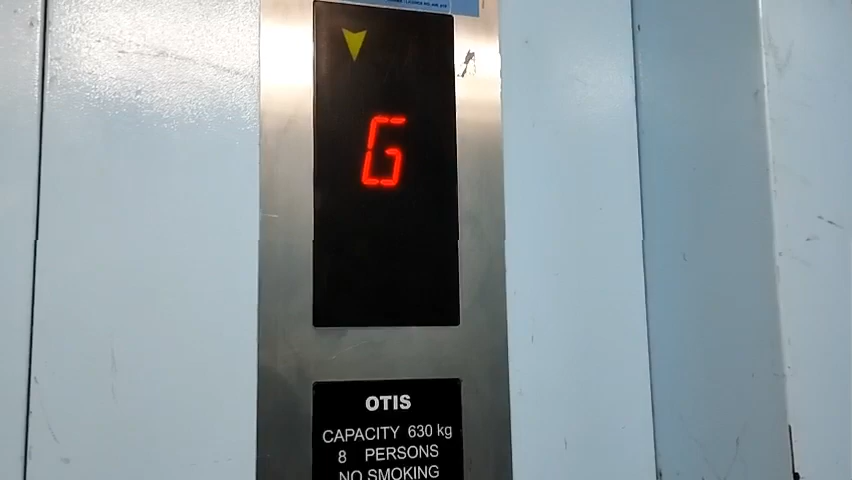 G
OTIS
CAPACITY 630 kg
8 PERSONS
NO SMOKING